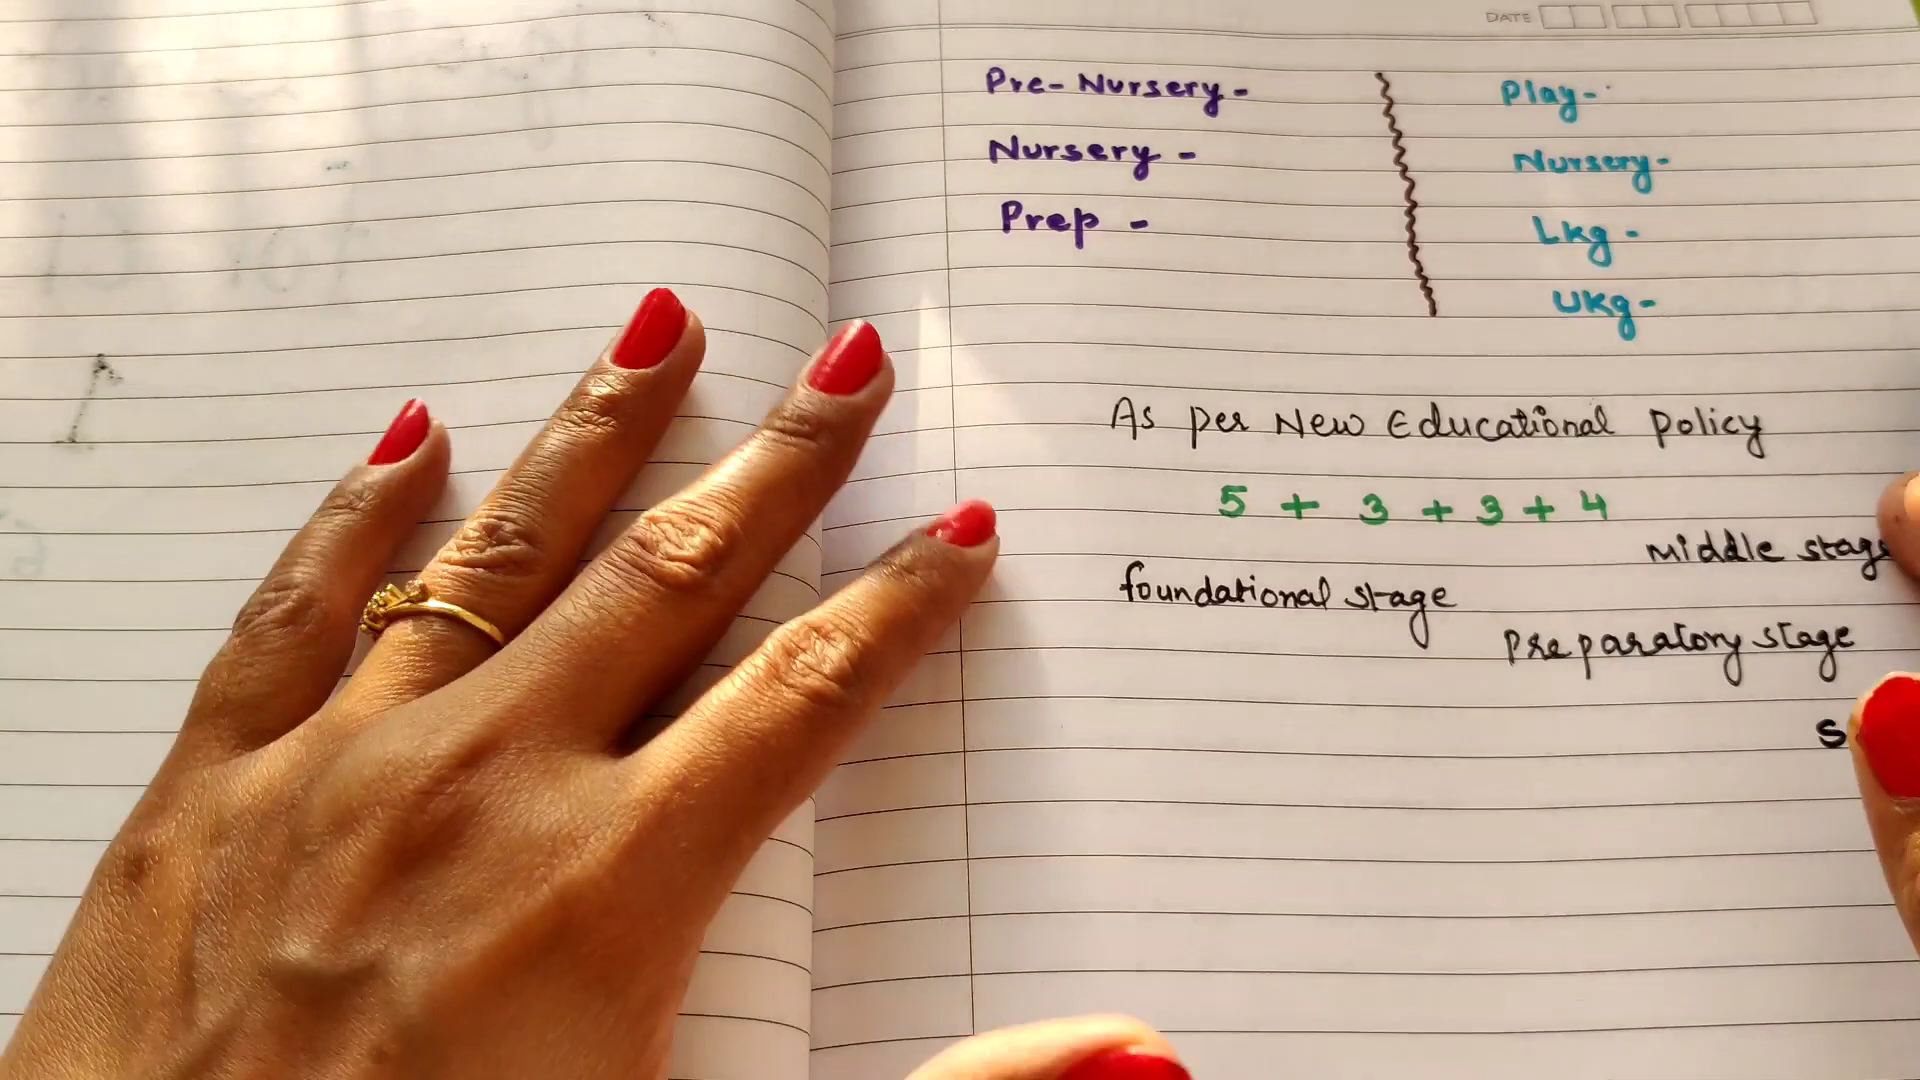 DATE
Pre-Nursery-
Nursery -
Prep -
Play-
Nursery-
Lkg -
UKg-
As per New Educational Policy
5 + 3 + 3 + 4
Middle stage
foundational stage
Preparatory stage
S